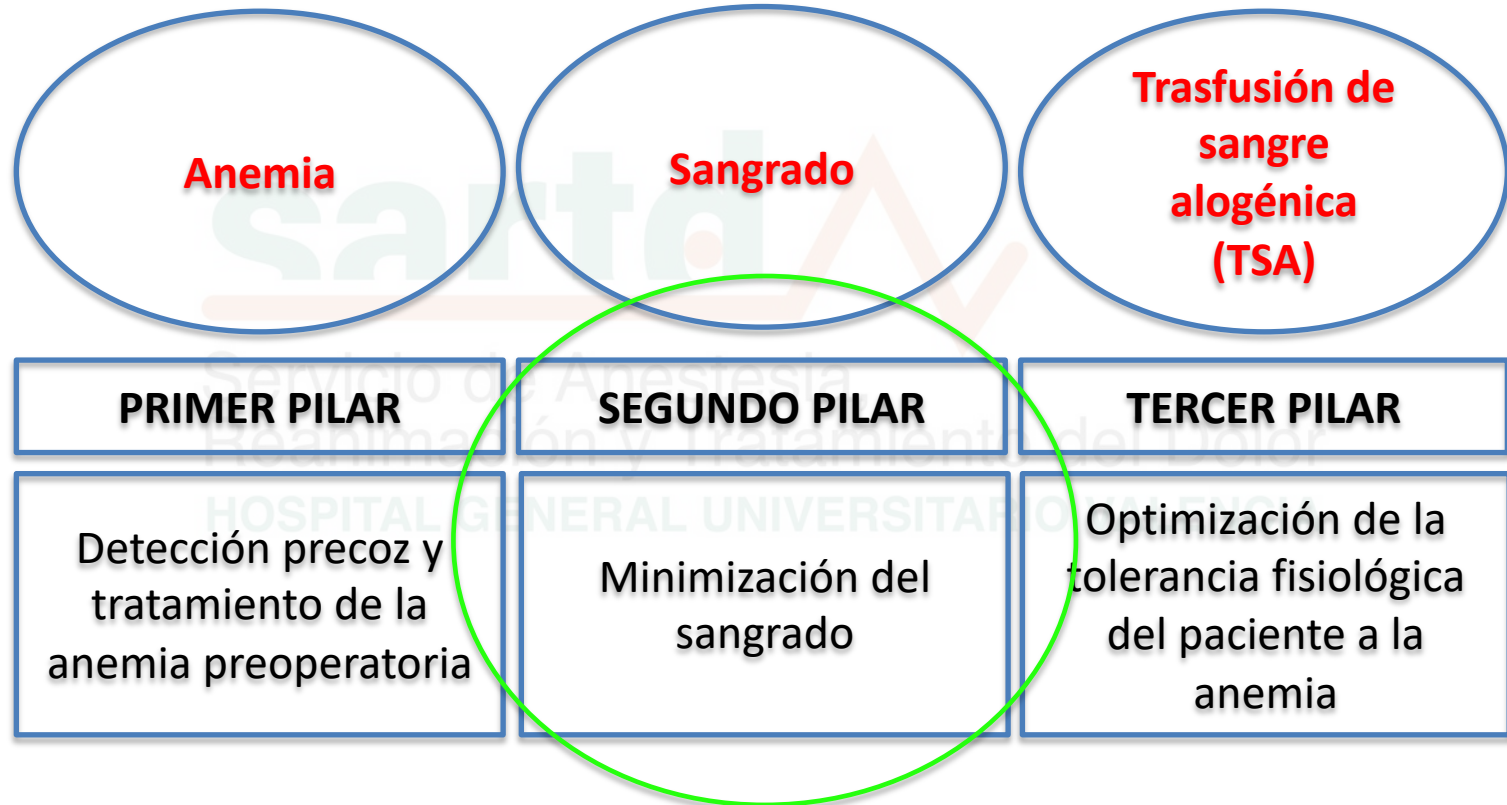 Anemia
Sangrado
Trasfusión de
sangre
alogénica
(TSA)
PRIMER PILAR
SEGUNDO PILAR
TERCER PILAR
Detección precoz y
tratamiento de la
anemia preoperatoria
Minimización del
sangrado
Optimización de la
tolerancia fisiológica
del paciente a la
anemia
sartd
Servicio de Anestesia
Reanimación y Tratamiento del Dolor
HOSPITAL GENERAL UNIVERSITARIO VALENCIA